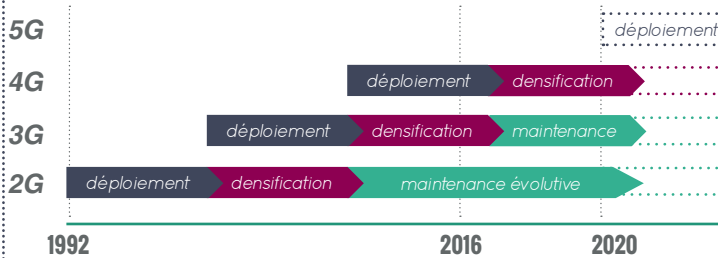 5G déploiement
4G déploiement densification
3G déploiement densification maintenance
2G déploiement densification maintenance évolutive
1992 2016 2020